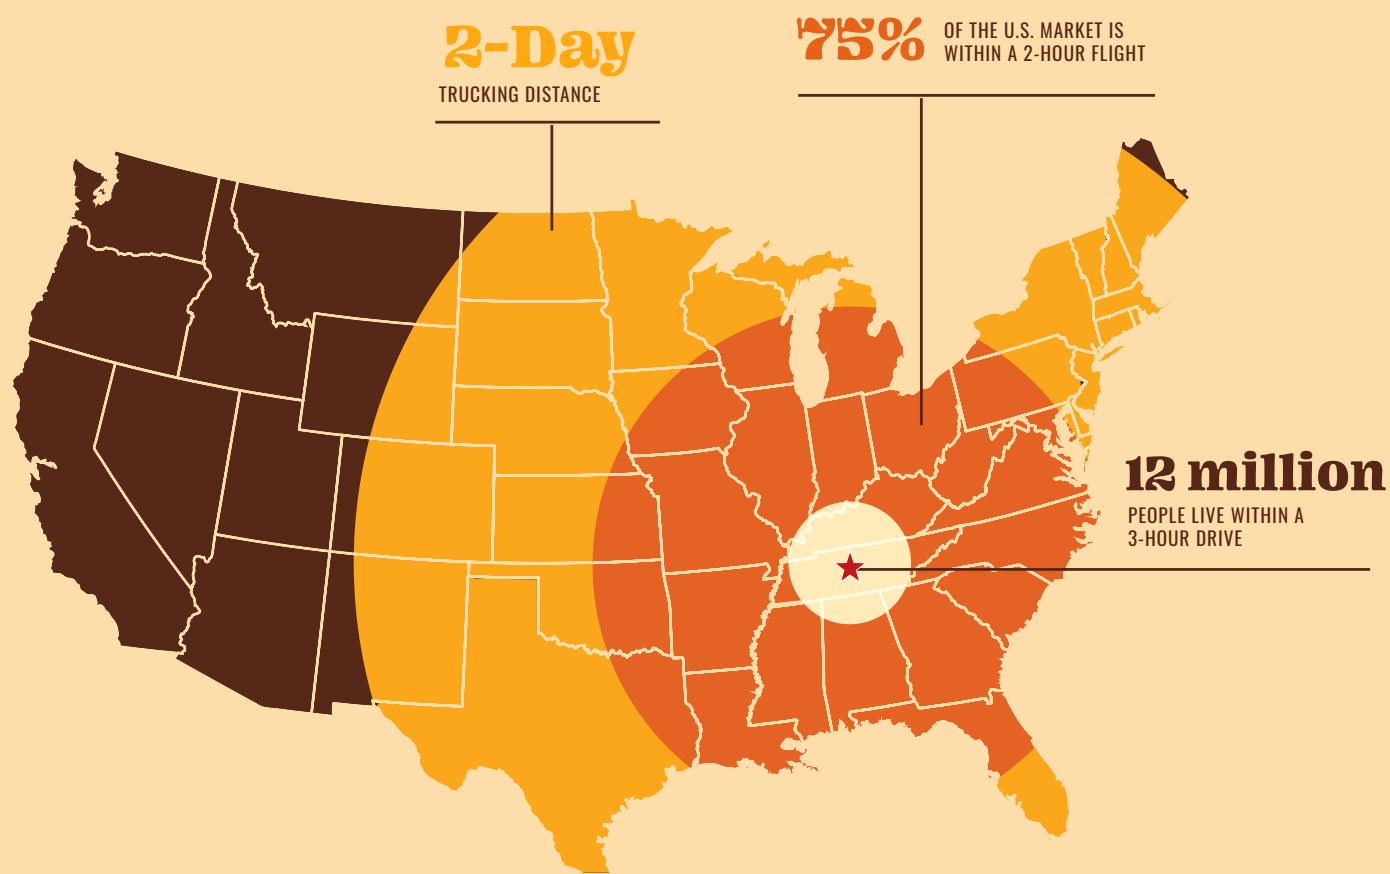 2-Day
TRUCKING DISTANCE
75%
OF THE U.S. MARKET IS
WITHIN A 2-HOUR FLIGHT
12 million
PEOPLE LIVE WITHIN A
3-HOUR DRIVE